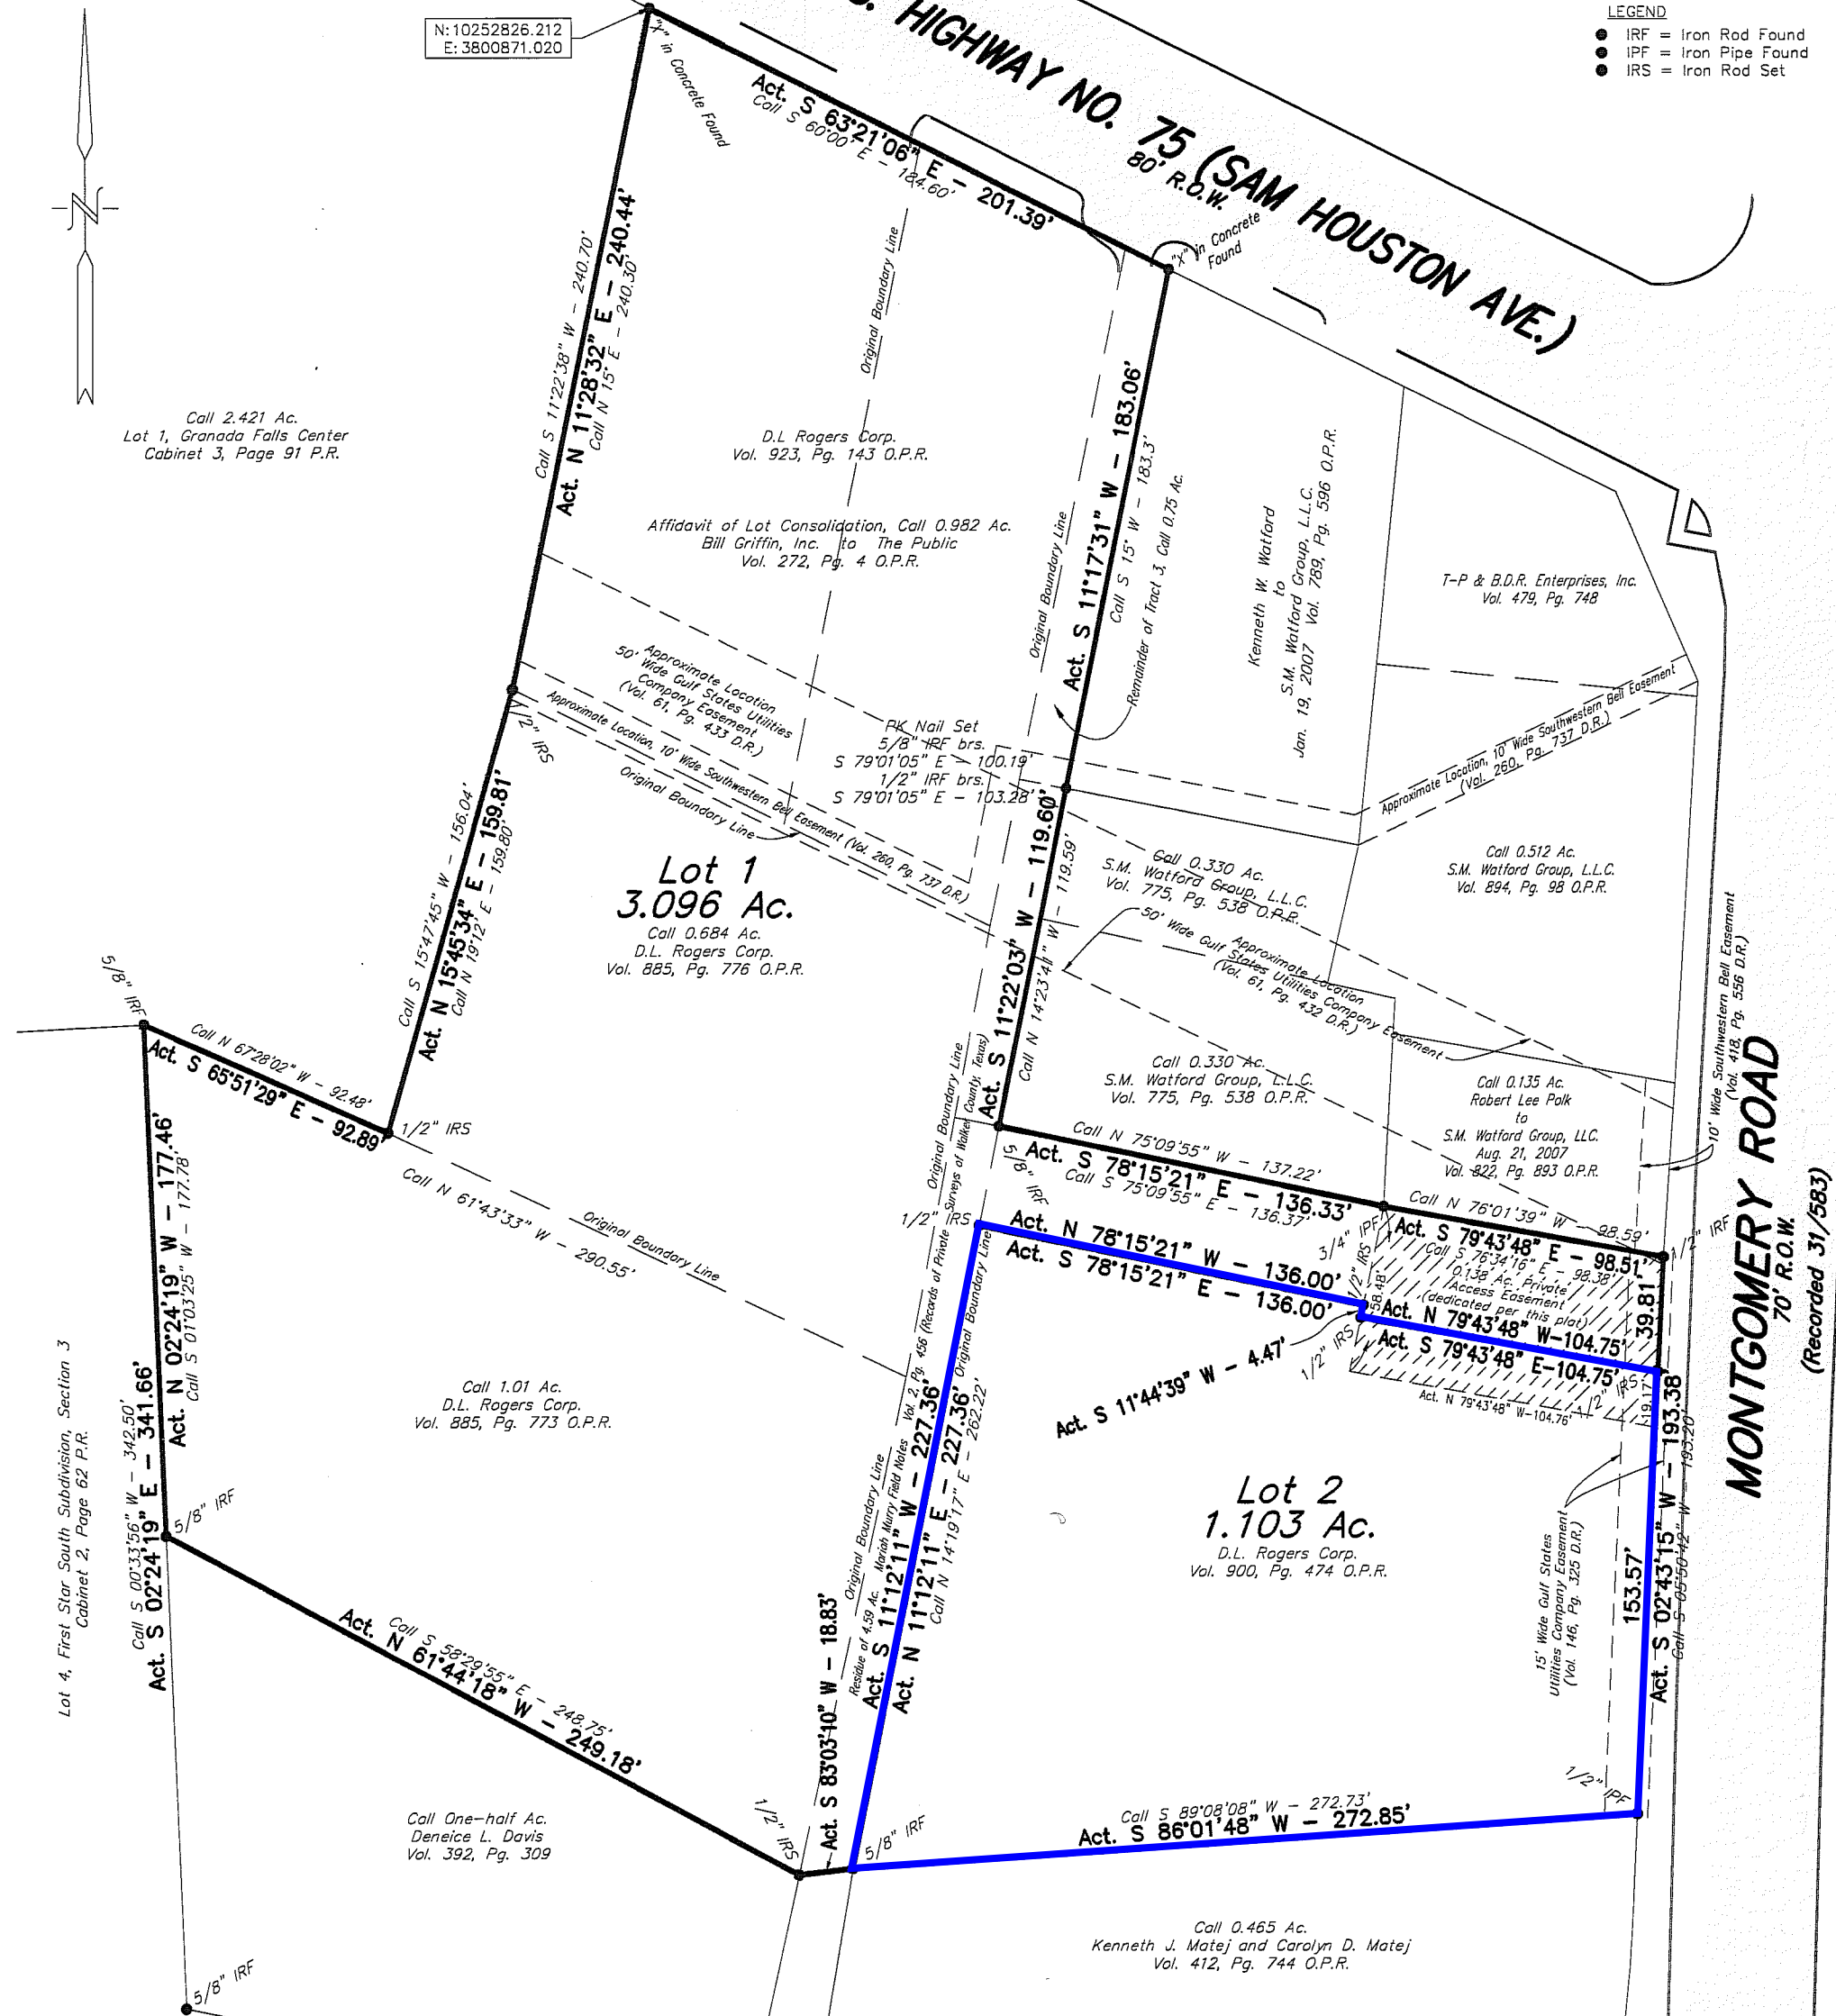 N: 10252826.212
E: 3800871.020
LEGEND
IRF = Iron Rod Found
IPF = Iron Pipe Found
IRS = Iron Rod Set
HIGHWAY NO. 75 (SAM HOUSTON AVE.)
80' R.O.W.
"X" in Concrete Found
Act. S 63°21'06" E - 201.39'
Call S 60°00' E - 184.60'
"X" in Concrete
Found
N
Call S 11°22'38" W - 240.70'
Act. N 11°28'32" E - 240.44'
Call N 15° E - 240.30'
Original Boundary Line
Call 2.421 Ac.
Lot 1, Granada Falls Center
Cabinet 3, Page 91 P.R.
D.L Rogers Corp.
Vol. 923, Pg. 143 O.P.R.
Affidavit of Lot Consolidation, Call 0.982 Ac.
Bill Griffin, Inc. to The Public
Vol. 272, Pg. 4 O.P.R.
Original Boundary Line
Act. S 11°17'31" W - 183.06'
Call S 15° W - 183.3'
Remainder of Tract 3, Call 0.75 Ac.
Kenneth W. Watford
to
S.M. Watford Group, L.L.C.
Jan. 19, 2007 Vol. 789, Pg. 596 O.P.R.
T-P & B.D.R. Enterprises, Inc.
Vol. 479, Pg. 748
Approximate Location
50' Wide Gulf States Utilities
Company Easement
(Vol. 61, Pg. 433 D.R.)
Approximate Location, 10' Wide Southwestern Bell Easement (Vol. 260, Pg. 737 D.R.)
Original Boundary Line
1/2" IRS
PK Nail Set
5/8" IRF brs.
S 79°01'05" E - 100.19'
1/2" IRF brs.
S 79°01'05" E - 103.28'
Approximate Location, 10' Wide Southwestern Bell Easement
(Vol. 260, Pg. 737 D.R.)
Call S 15°47'45" W - 156.04'
Act. N 15°45'34" E - 159.81'
Call N 19°12' E - 159.80'
Lot 1
3.096 Ac.
Call 0.684 Ac.
D.L. Rogers Corp.
Vol. 885, Pg. 776 O.P.R.
Act. S 11°22'03" W - 119.60'
Call N 14°23'41" W - 119.59'
Call 0.330 Ac.
S.M. Watford Group, L.L.C.
Vol. 775, Pg. 538 O.P.R.
Approximate Location
50' Wide Gulf States Utilities Company Easement
(Vol. 61, Pg. 432 D.R.)
Call 0.512 Ac.
S.M. Watford Group, L.L.C.
Vol. 894, Pg. 98 O.P.R.
10' Wide Southwestern Bell Easement
(Vol. 418, Pg. 556 D.R.)
5/8" IRF
Call N 67°28'02" W - 92.48'
Act. S 65°51'29" E - 92.89'
1/2" IRS
Call N 61°43'33" W - 290.55'
Original Boundary Line
Call 0.330 Ac.
S.M. Watford Group, L.L.C.
Vol. 775, Pg. 538 O.P.R.
Call 0.135 Ac.
Robert Lee Polk
to
S.M. Watford Group, LLC.
Aug. 21, 2007
Vol. 822, Pg. 893 O.P.R.
MONTGOMERY ROAD
70' R.O.W.
(Recorded 31/583)
5/8" IRF
Call N 75°09'55" W - 137.22'
Act. S 78°15'21" E - 136.33'
Call S 75°09'55" E - 136.37'
Call N 76°01'39" W - 98.59'
Act. S 79°43'48" E - 98.51'
Call S 76°34'16" E - 98.38'
1/2" IRF
3/4" IPF
1/2" IRS
58.48'
0.138 Ac. Private
Access Easement
(dedicated per this plat)
39.81'
1/2" IRS
Act. N 78°15'21" W - 136.00'
Act. S 78°15'21" E - 136.00'
Act. N 79°43'48" W-104.75'
Act. S 79°43'48" E-104.75'
Act. N 79°43'48" W-104.76'
1/2" IRS
1/2" IRS
19.17'
Act. S 11°44'39" W - 4.47'
Act. N 02°24'19" W - 177.46'
Call S 01°03'25" W - 177.78'
Call S 00°33'56" W - 342.50'
Act. S 02°24'19" E - 341.66'
Lot 4, First Star South Subdivision, Section 3
Cabinet 2, Page 62 P.R.
5/8" IRF
Call 1.01 Ac.
D.L. Rogers Corp.
Vol. 885, Pg. 773 O.P.R.
Original Boundary Line
Residue of 4.59 Ac. Mariah Murry Field Notes Vol. 2, Pg. 456 (Records of Private Surveys of Walker County, Texas)
Original Boundary Line
Original Boundary Line
Act. S 11°12'11" W - 227.36'
Act. N 11°12'11" E - 227.36'
Call N 14°19'17" E - 262.22'
Lot 2
1.103 Ac.
D.L. Rogers Corp.
Vol. 900, Pg. 474 O.P.R.
15' Wide Gulf States
Utilities Company Easement
(Vol. 146, Pg. 325 D.R.)
153.57'
Act. S 02°43'15" W - 193.38'
Call S 05°50'42" W - 193.20'
Call S 58°29'55" E - 248.75'
Act. N 61°44'18" W - 249.18'
1/2" IRS
Act. S 83°03'10" W - 18.83'
5/8" IRF
Call S 89°08'08" W - 272.73'
Act. S 86°01'48" W - 272.85'
1/2" IPF
Call One-half Ac.
Deneice L. Davis
Vol. 392, Pg. 309
Call 0.465 Ac.
Kenneth J. Matej and Carolyn D. Matej
Vol. 412, Pg. 744 O.P.R.
5/8" IRF